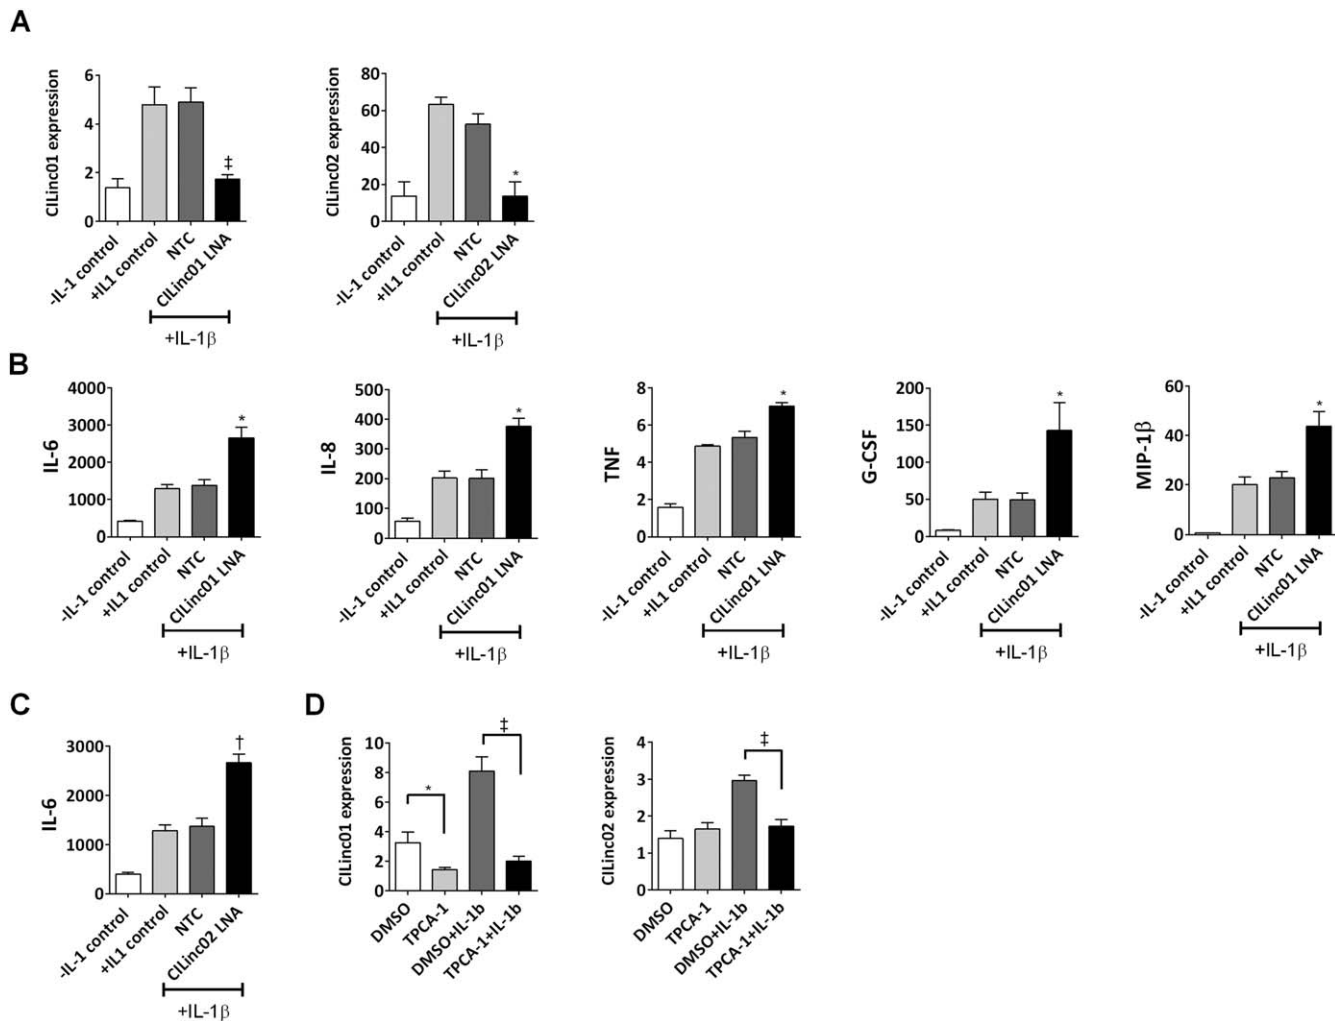 A
CILinc01 expression
6
4
2
0
-IL-1 control
+IL1 control
NTC
CILinc01 LNA
‡
+IL-1β
CILinc02 expression
80
60
40
20
0
-IL-1 control
+IL1 control
NTC
CILinc02 LNA
*
+IL-1β
B
IL-6
4000
3000
2000
1000
0
-IL-1 control
+IL1 control
NTC
CILinc01 LNA
*
+IL-1β
IL-8
500
400
300
200
100
0
-IL-1 control
+IL1 control
NTC
CILinc01 LNA
*
+IL-1β
TNF
8
6
4
2
0
-IL-1 control
+IL1 control
NTC
CILinc01 LNA
*
+IL-1β
G-CSF
200
150
100
50
0
-IL-1 control
+IL1 control
NTC
CILinc01 LNA
*
+IL-1β
MIP-1β
60
40
20
0
-IL-1 control
+IL1 control
NTC
CILinc01 LNA
*
+IL-1β
C
IL-6
3000
2000
1000
0
-IL-1 control
+IL1 control
NTC
CILinc02 LNA
†
+IL-1β
D
CILinc01 expression
10
8
6
4
2
0
*
‡
DMSO
TPCA-1
DMSO+IL-1b
TPCA-1+IL-1b
CILinc02 expression
4
3
2
1
0
‡
DMSO
TPCA-1
DMSO+IL-1b
TPCA-1+IL-1b